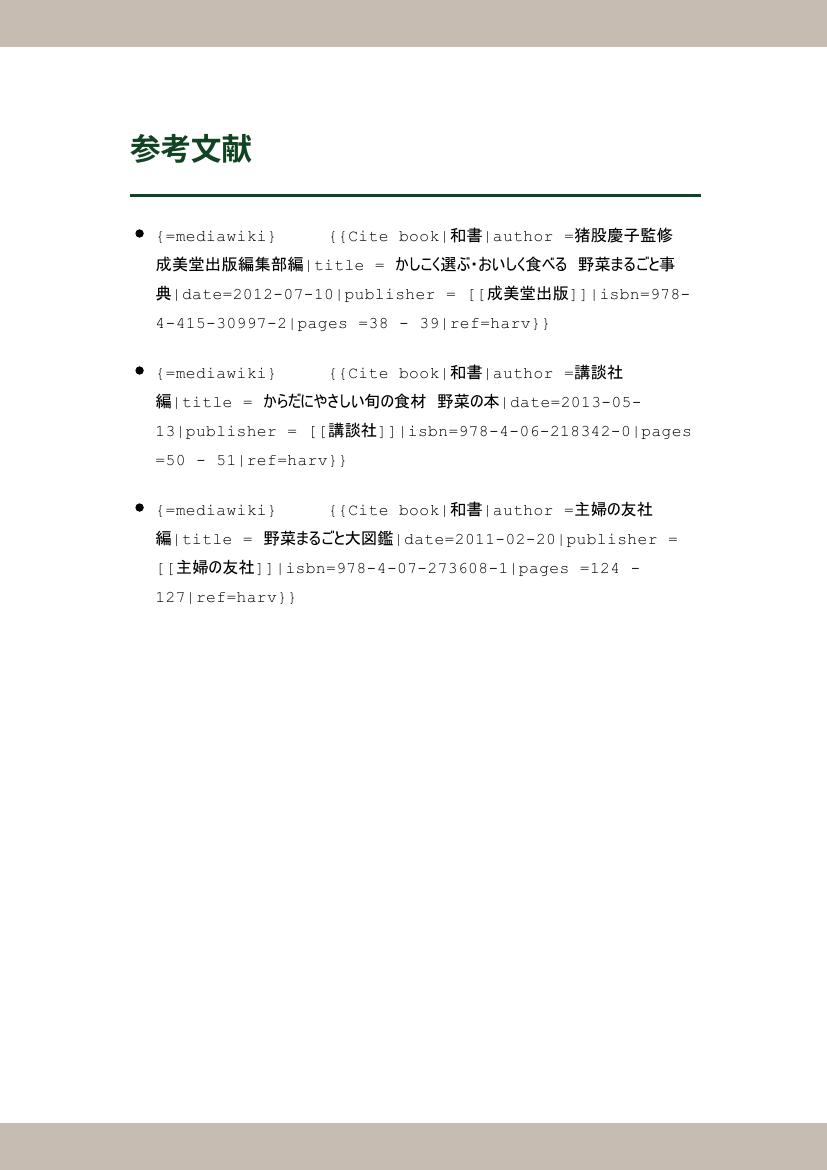 参考文献
{=mediawiki} {{Cite book|和書|author =猪股慶子監修
成美堂出版編集部編|title = かしこく選ぶ・おいしく食べる 野菜まるごと事
典|date=2012-07-10|publisher = [[成美堂出版]]|isbn=978-
4-415-30997-2|pages =38 - 39|ref=harv}}
{=mediawiki} {{Cite book|和書|author =講談社
編|title = からだにやさしい旬の食材 野菜の本|date=2013-05-
13|publisher = [[講談社]]|isbn=978-4-06-218342-0|pages
=50 - 51|ref=harv}}
{=mediawiki} {{Cite book|和書|author =主婦の友社
編|title = 野菜まるごと大図鑑|date=2011-02-20|publisher =
[[主婦の友社]]|isbn=978-4-07-273608-1|pages =124 -
127|ref=harv}}